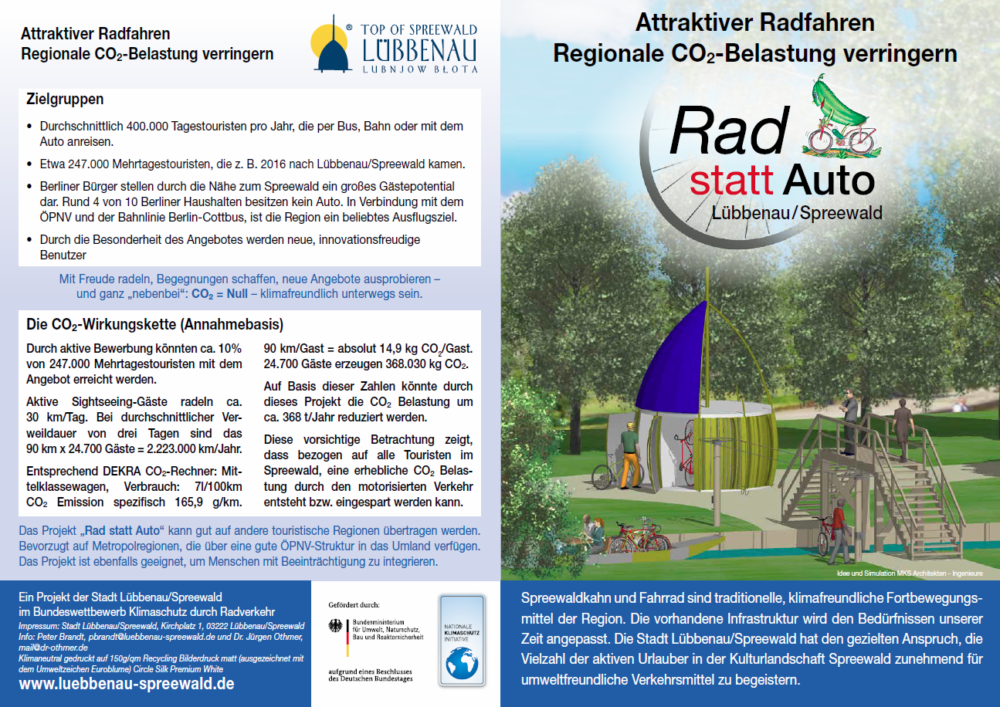 Attraktiver Radfahren
Regionale CO₂-Belastung verringern
®
TOP OF SPREEWALD
LÜBBENAU
LUBNJOW BŁOTA
Zielgruppen
• Durchschnittlich 400.000 Tagestouristen pro Jahr, die per Bus, Bahn oder mit dem
Auto anreisen.
• Etwa 247.000 Mehrtagestouristen, die z. B. 2016 nach Lübbenau/Spreewald kamen.
• Berliner Bürger stellen durch die Nähe zum Spreewald ein großes Gästepotential
dar. Rund 4 von 10 Berliner Haushalten besitzen kein Auto. In Verbindung mit dem
ÖPNV und der Bahnlinie Berlin-Cottbus, ist die Region ein beliebtes Ausflugsziel.
• Durch die Besonderheit des Angebotes werden neue, innovationsfreudige
Benutzer
Mit Freude radeln, Begegnungen schaffen, neue Angebote ausprobieren –
und ganz „nebenbei“: CO₂ = Null – klimafreundlich unterwegs sein.
Die CO₂-Wirkungskette (Annahmebasis)
Durch aktive Bewerbung könnten ca. 10%
von 247.000 Mehrtagestouristen mit dem
Angebot erreicht werden.
Aktive Sightseeing-Gäste radeln ca.
30 km/Tag. Bei durchschnittlicher Ver-
weildauer von drei Tagen sind das
90 km x 24.700 Gäste = 2.223.000 km/Jahr.
Entsprechend DEKRA CO₂-Rechner: Mit-
telklassewagen, Verbrauch: 7l/100km
CO₂ Emission spezifisch 165,9 g/km.
90 km/Gast = absolut 14,9 kg CO₂/Gast.
24.700 Gäste erzeugen 368.030 kg CO₂.
Auf Basis dieser Zahlen könnte durch
dieses Projekt die CO₂ Belastung um
ca. 368 t/Jahr reduziert werden.
Diese vorsichtige Betrachtung zeigt,
dass bezogen auf alle Touristen im
Spreewald, eine erhebliche CO₂ Belas-
tung durch den motorisierten Verkehr
entsteht bzw. eingespart werden kann.
Das Projekt „Rad statt Auto“ kann gut auf andere touristische Regionen übertragen werden.
Bevorzugt auf Metropolregionen, die über eine gute ÖPNV-Struktur in das Umland verfügen.
Das Projekt ist ebenfalls geeignet, um Menschen mit Beeinträchtigung zu integrieren.
Ein Projekt der Stadt Lübbenau/Spreewald
im Bundeswettbewerb Klimaschutz durch Radverkehr
Impressum: Stadt Lübbenau/Spreewald, Kirchplatz 1, 03222 Lübbenau/Spreewald
Info: Peter Brandt, pbrandt@luebbenau-spreewald.de und Dr. Jürgen Othmer,
mail@dr-othmer.de
Klimaneutral gedruckt auf 150g/qm Recycling Bilderdruck matt (ausgezeichnet mit
dem Umweltzeichen Euroblume) Circle Silk Premium White
www.luebbenau-spreewald.de
Gefördert durch:
Bundesministerium
für Umwelt, Naturschutz,
Bau und Reaktorsicherheit
aufgrund eines Beschlusses
des Deutschen Bundestages
NATIONALE
KLIMASCHUTZ
INITIATIVE
Attraktiver Radfahren
Regionale CO₂-Belastung verringern
Rad
statt Auto
Lübbenau/Spreewald
Idee und Simulation MKS Architekten - Ingenieure
Spreewaldkahn und Fahrrad sind traditionelle, klimafreundliche Fortbewegungs-
mittel der Region. Die vorhandene Infrastruktur wird den Bedürfnissen unserer
Zeit angepasst. Die Stadt Lübbenau/Spreewald hat den gezielten Anspruch, die
Vielzahl der aktiven Urlauber in der Kulturlandschaft Spreewald zunehmend für
umweltfreundliche Verkehrsmittel zu begeistern.